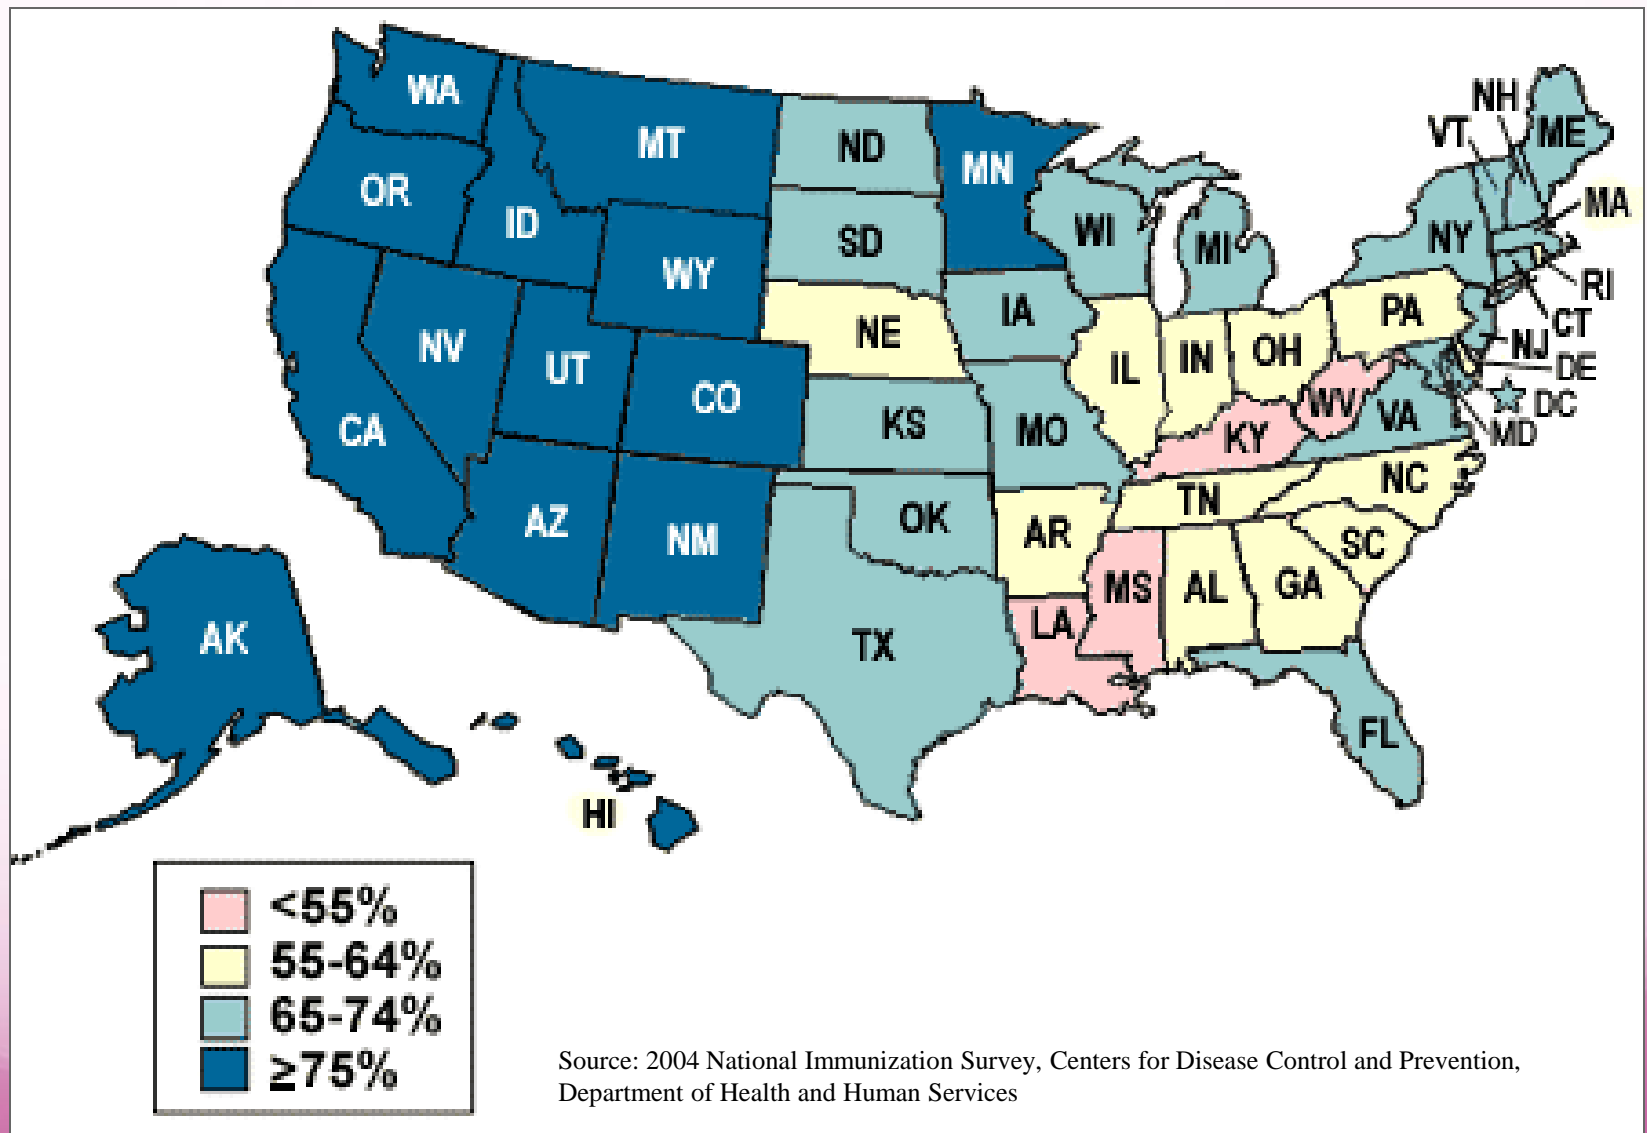 WA
MT
ND
MN
OR
ID
SD
WI
MI
NY
NH
VT
ME
MA
WY
IA
RI
CT
NJ
DE
DC
MD
NE
PA
NV
UT
CO
IL
IN
OH
WV
VA
CA
KS
MO
KY
AZ
NM
OK
AR
TN
NC
SC
MS
AL
GA
LA
TX
FL
AK
HI
<55%
55-64%
65-74%
≥75%
Source: 2004 National Immunization Survey, Centers for Disease Control and Prevention,
Department of Health and Human Services